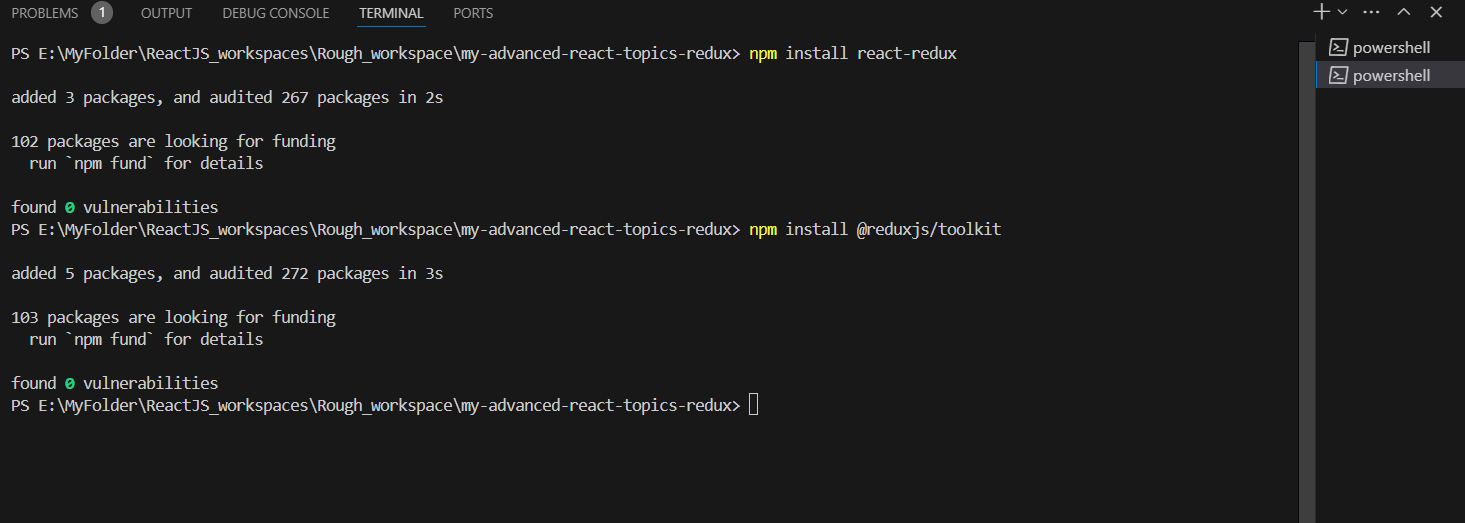 PROBLEMS 1 OUTPUT DEBUG CONSOLE TERMINAL PORTS
powershell
powershell
PS E:\MyFolder\ReactJS_workspaces\Rough_workspace\my-advanced-react-topics-redux> npm install react-redux
added 3 packages, and audited 267 packages in 2s
102 packages are looking for funding
run `npm fund` for details
found 0 vulnerabilities
PS E:\MyFolder\ReactJS_workspaces\Rough_workspace\my-advanced-react-topics-redux> npm install @reduxjs/toolkit
added 5 packages, and audited 272 packages in 3s
103 packages are looking for funding
run `npm fund` for details
found 0 vulnerabilities
PS E:\MyFolder\ReactJS_workspaces\Rough_workspace\my-advanced-react-topics-redux>